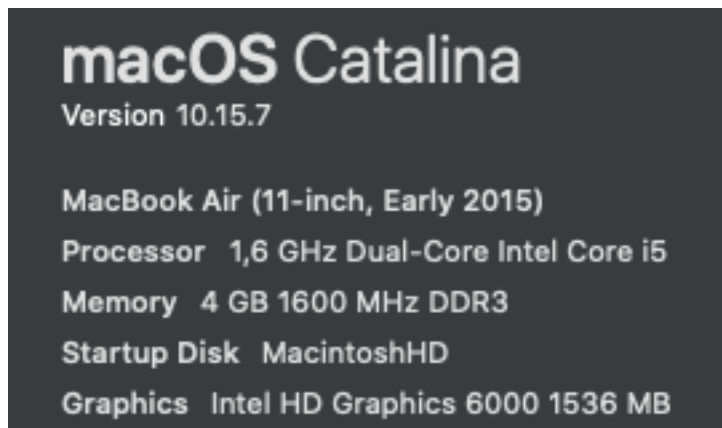 macOS Catalina
Version 10.15.7
MacBook Air (11-inch, Early 2015)
Processor 1,6 GHz Dual-Core Intel Core i5
Memory 4 GB 1600 MHz DDR3
Startup Disk MacintoshHD
Graphics Intel HD Graphics 6000 1536 MB